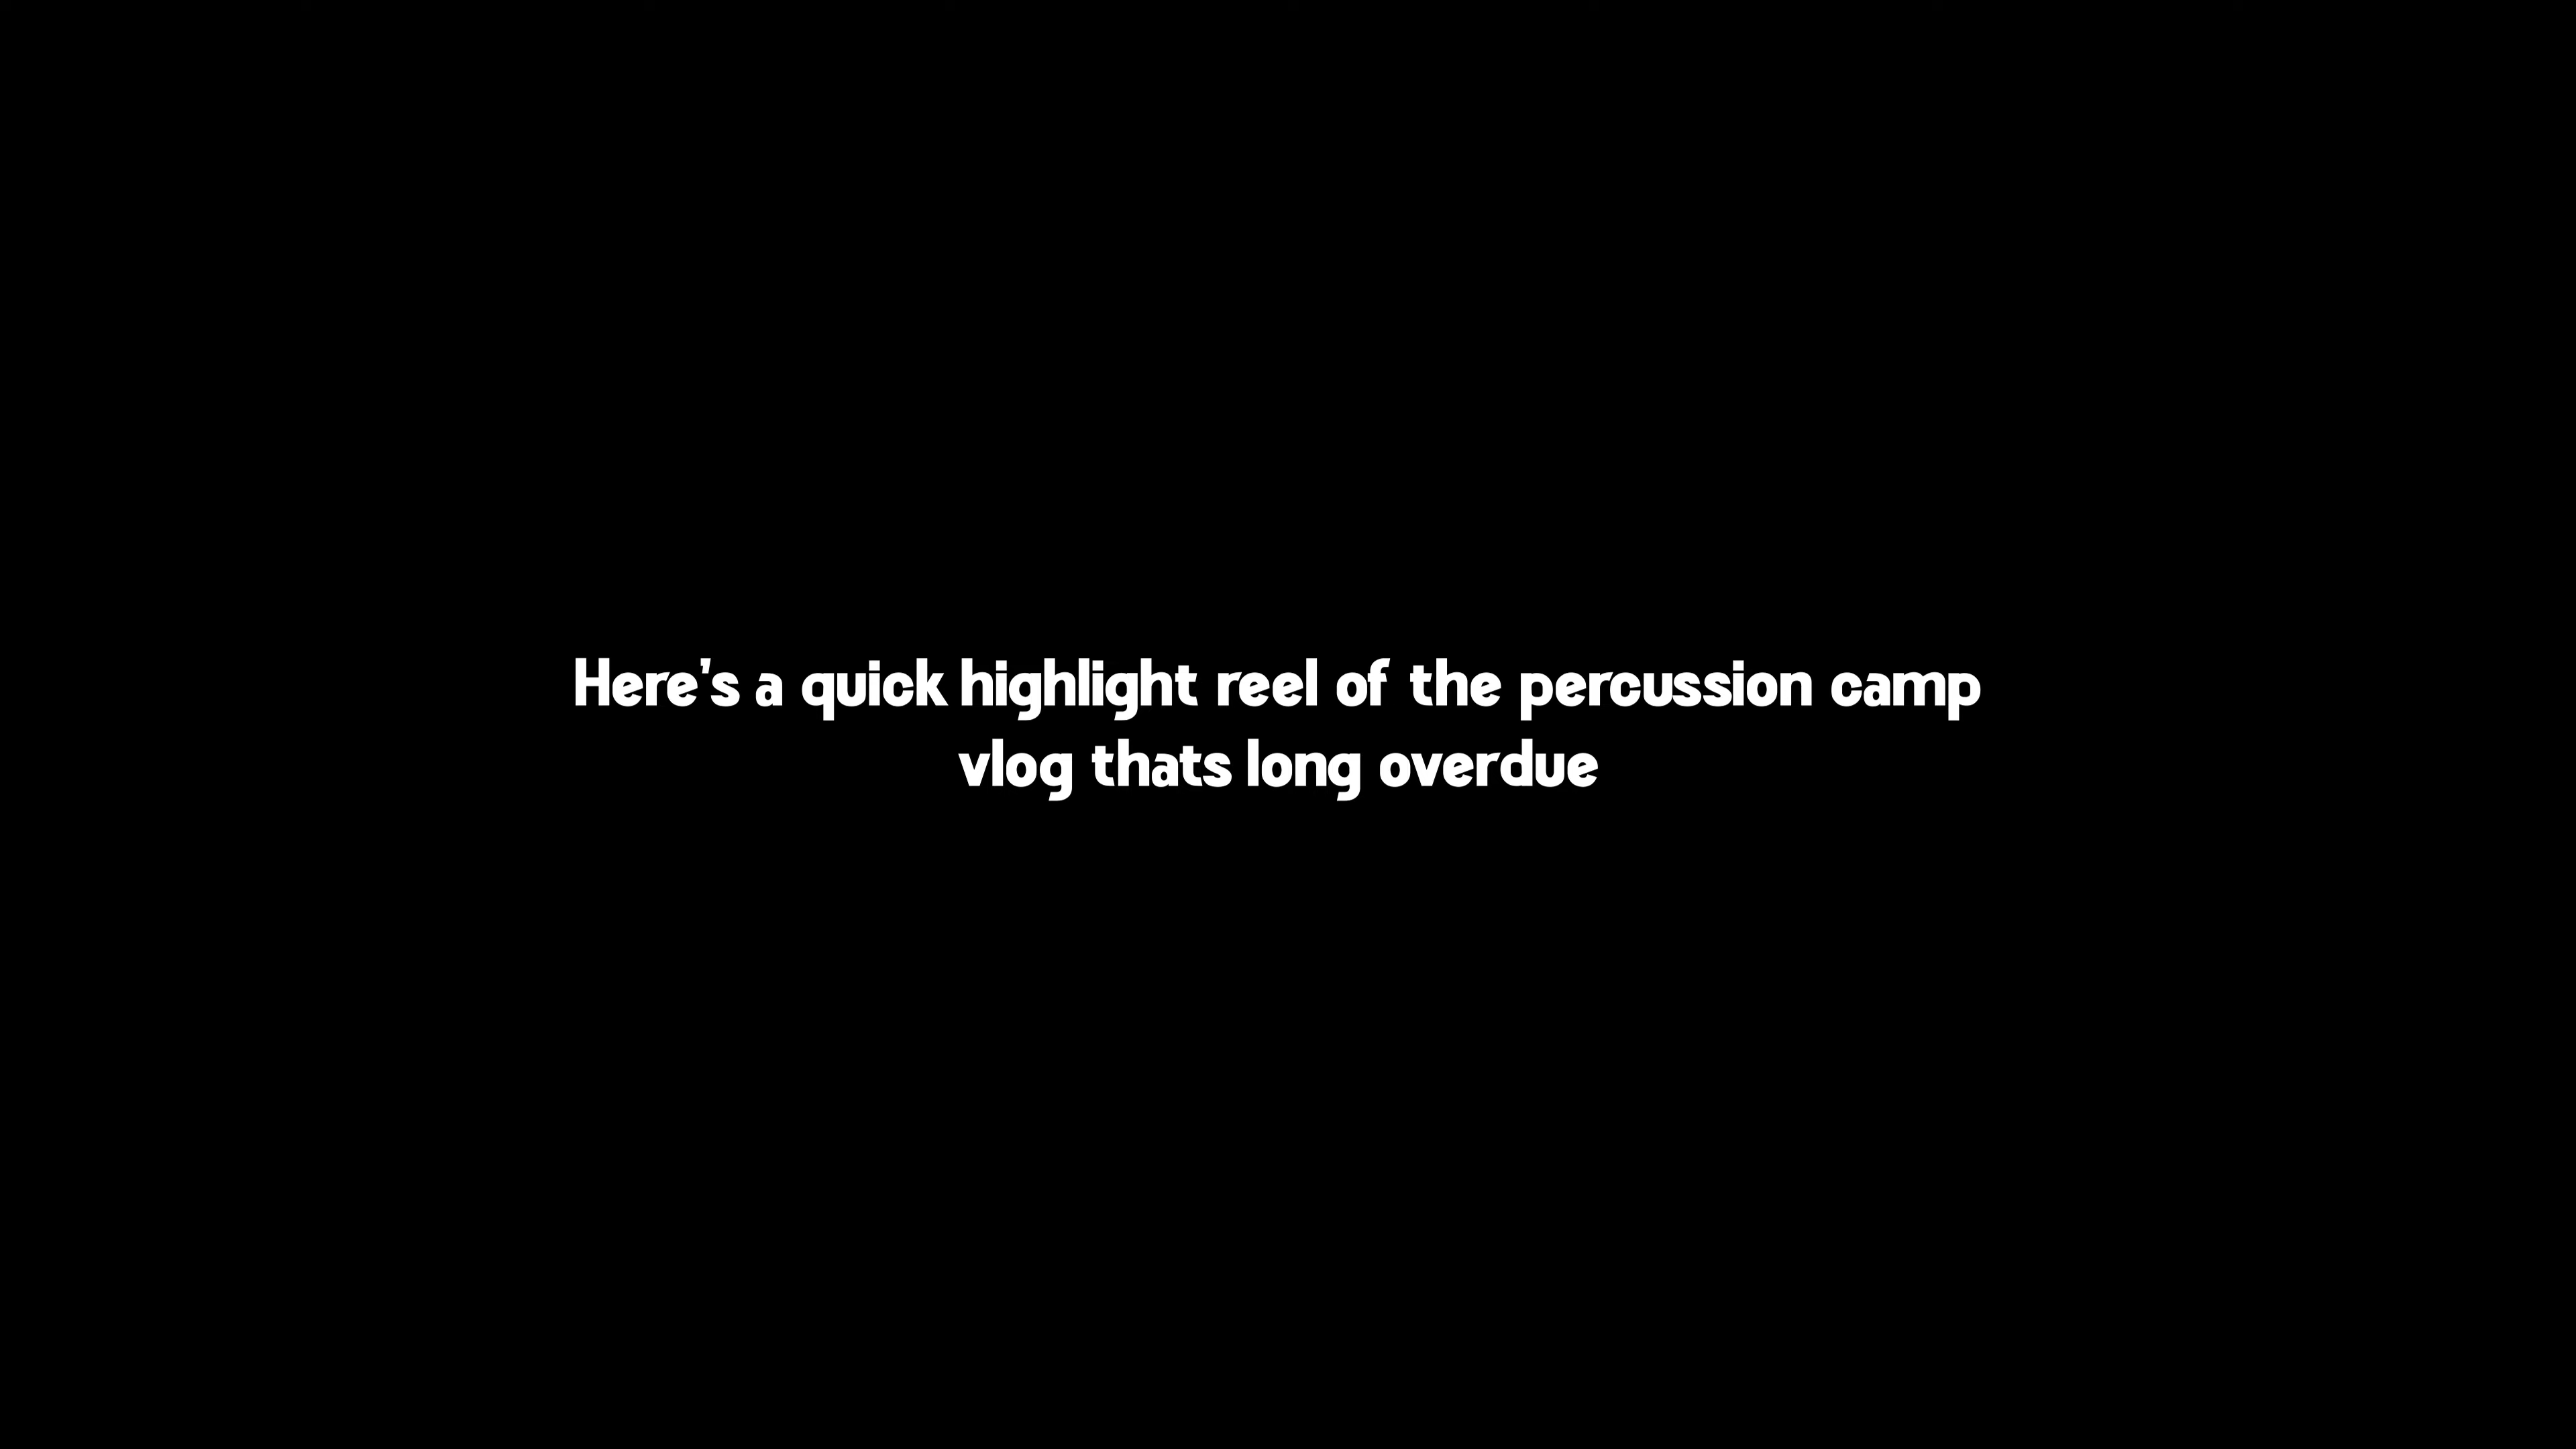 Here's a quick highlight reel of the percussion camp
vlog thats long overdue